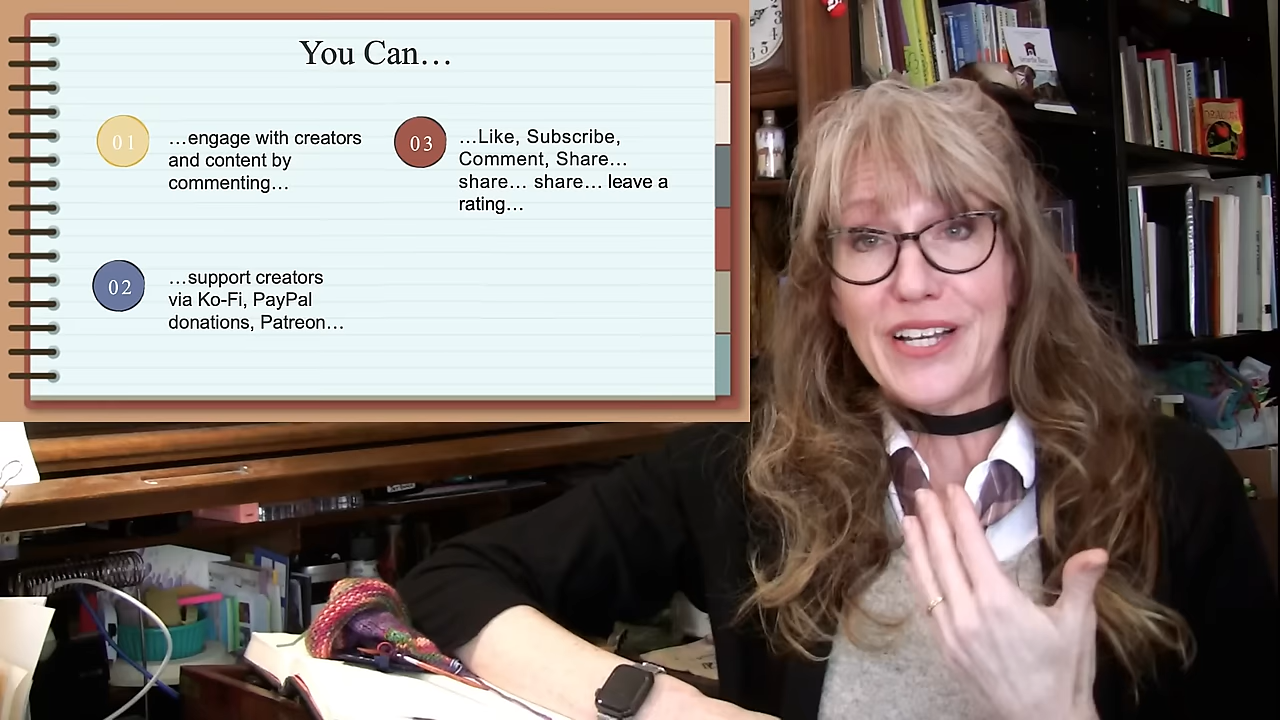 You Can…
01
…engage with creators
and content by
commenting…
02
…support creators
via Ko-Fi, PayPal
donations, Patreon…
03
…Like, Subscribe,
Comment, Share…
share… share… leave a
rating…